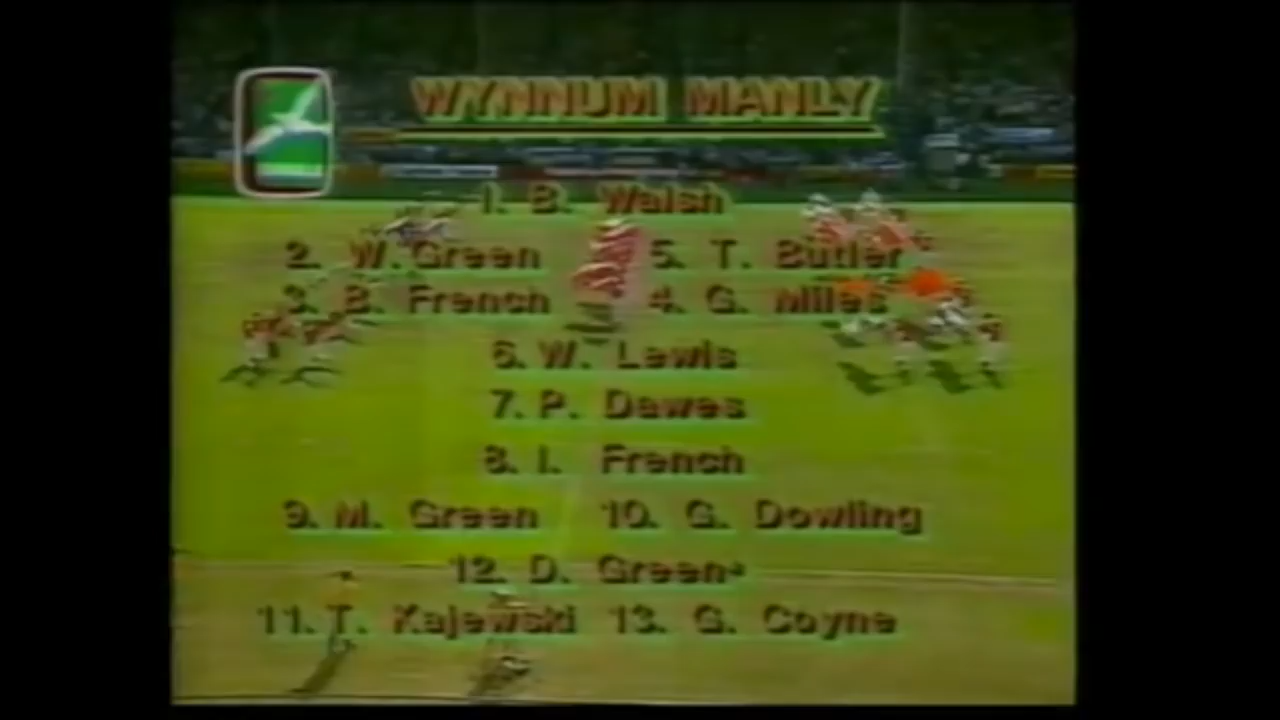 WYNNUM MANLY
1. B. Walsh
2. W. Green 5. T. Butler
3. B. French 4. G. Miles
6. W. Lewis
7. P. Dawes
8. I. French
9. M. Green 10. G. Dowling
12. D. Green*
11. T. Kajewski 13. G. Coyne